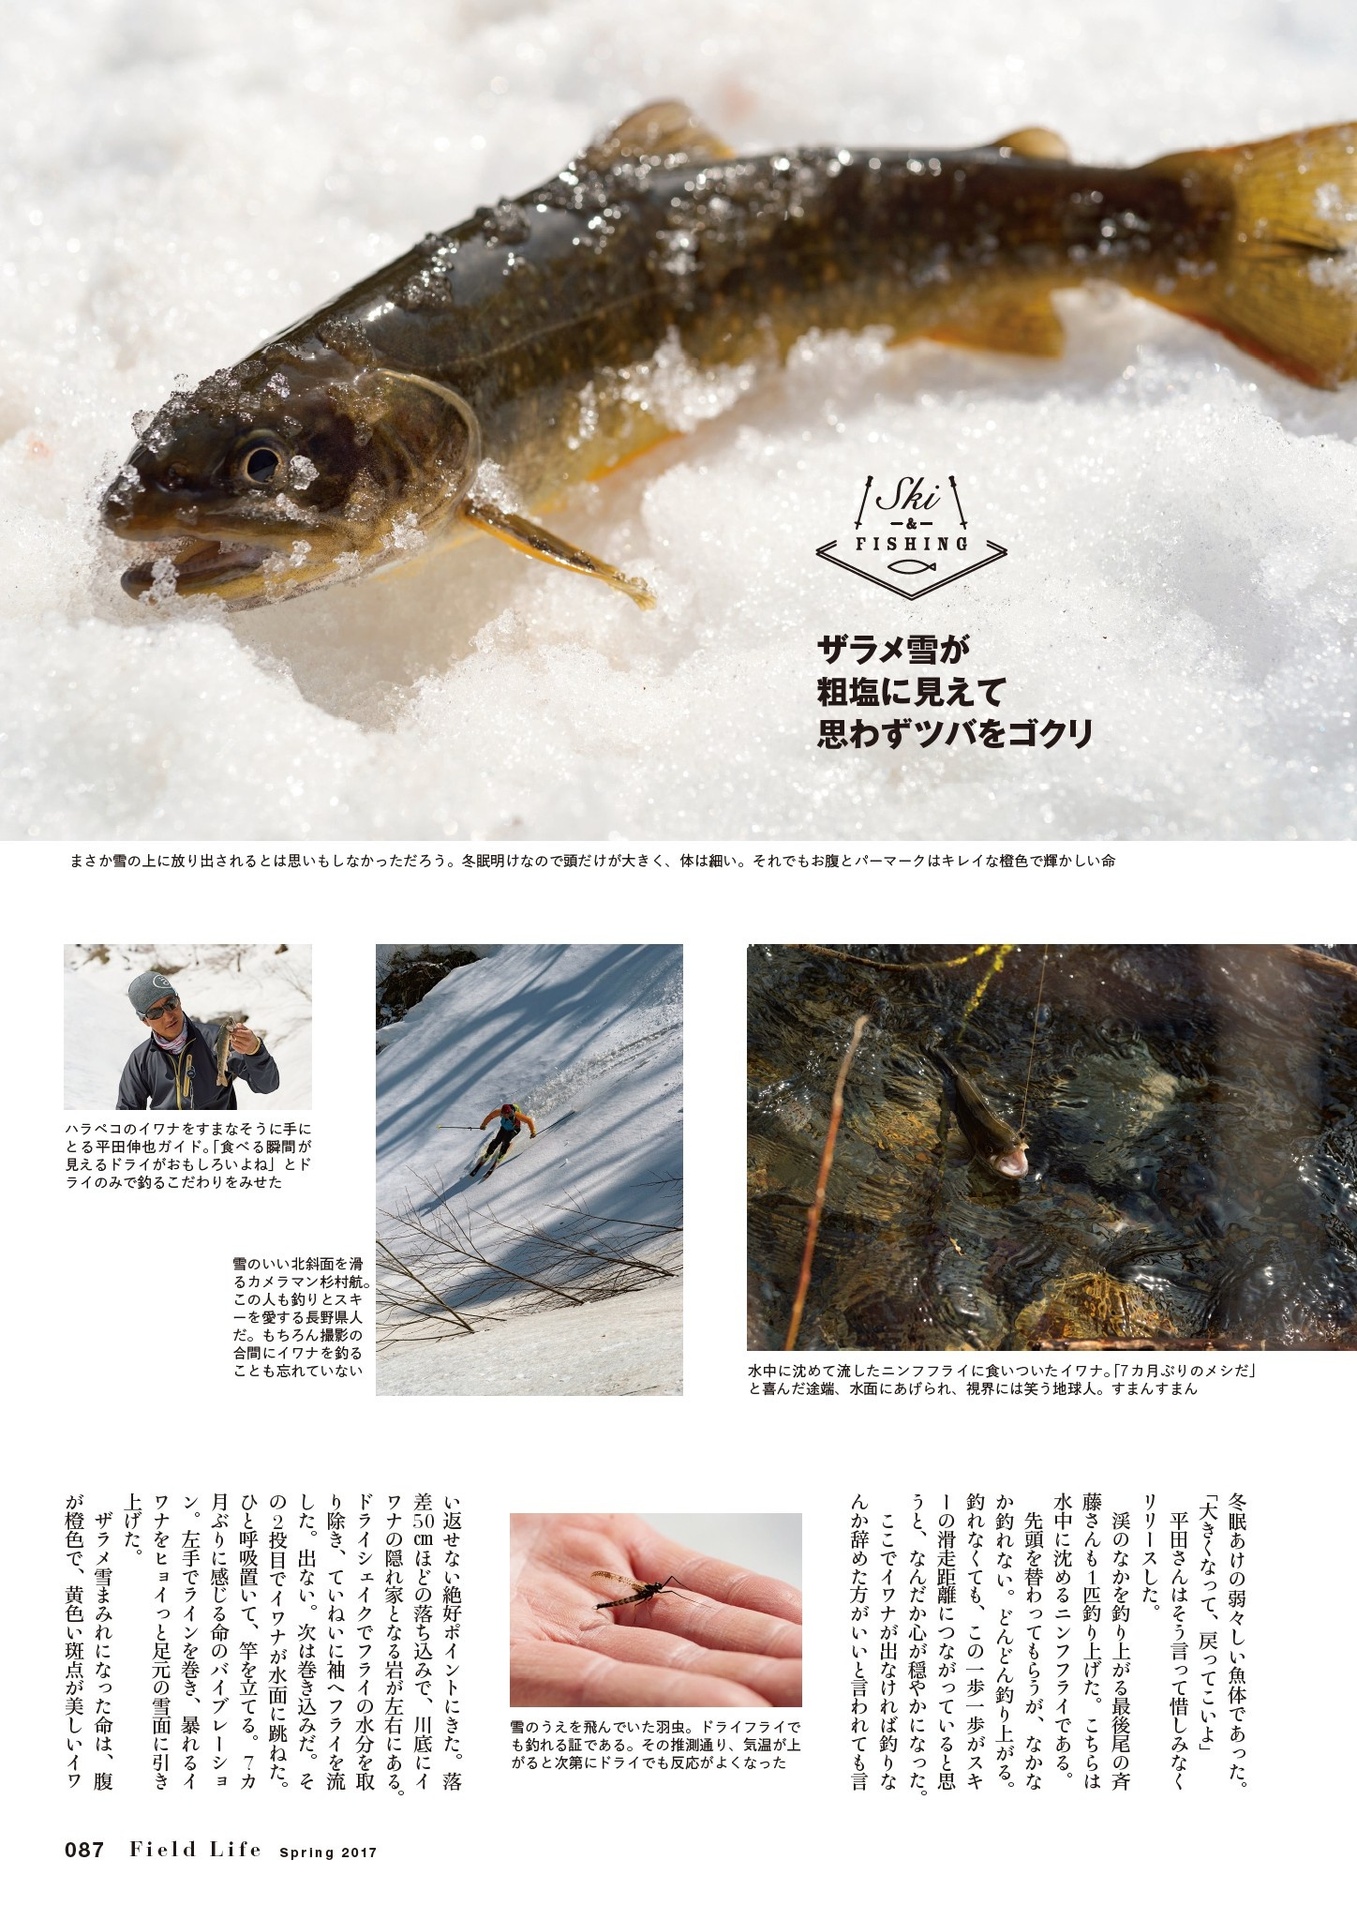 Ski
&
FISHING
ザラメ雪が
粗塩に見えて
思わずツバをゴクリ
まさか雪の上に放り出されるとは思いもしなかっただろう。冬眠明けなので頭だけが大きく、体は細い。それでもお腹とパーマークはキレイな橙色で輝かしい命
ハラペコのイワナをすまなそうに手に
とる平田伸也ガイド。「食べる瞬間が
見えるドライがおもしろいよね」とド
ライのみで釣るこだわりをみせた
雪のいい北斜面を滑
るカメラマン杉村航。
この人も釣りとスキ
ーを愛する長野県人
だ。もちろん撮影の
合間にイワナを釣る
ことも忘れていない
水中に沈めて流したニンフフライに食いついたイワナ。「7カ月ぶりのメシだ」
と喜んだ途端、水面にあげられ、視界には笑う地球人。すまんすまん
冬眠あけの弱々しい魚体であった。
「大きくなって、戻ってこいよ」
平田さんはそう言って惜しみなく
リリースした。
渓のなかを釣り上がる最後尾の斉
藤さんも1匹釣り上げた。こちらは
水中に沈めるニンフフライである。
先頭を替わってもらうが、なかな
か釣れない。どんどん釣り上がる。
釣れなくても、この一歩一歩がスキ
ーの滑走距離につながっていると思
うと、なんだか心が穏やかになった。
ここでイワナが出なければ釣りな
んか辞めた方がいいと言われても言
雪のうえを飛んでいた羽虫。ドライフライで
も釣れる証である。その推測通り、気温が上
がると次第にドライでも反応がよくなった
い返せない絶好ポイントにきた。落
差50cmほどの落ち込みで、川底にイ
ワナの隠れ家となる岩が左右にある。
ドライシェイクでフライの水分を取
り除き、ていねいに袖へフライを流
した。出ない。次は巻き込みだ。そ
の2投目でイワナが水面に跳ねた。
ひと呼吸置いて、竿を立てる。7カ
月ぶりに感じる命のバイブレーショ
ン。左手でラインを巻き、暴れるイ
ワナをヒョイっと足元の雪面に引き
上げた。
ザラメ雪まみれになった命は、腹
が橙色で、黄色い斑点が美しいイワ
087 Field Life Spring 2017